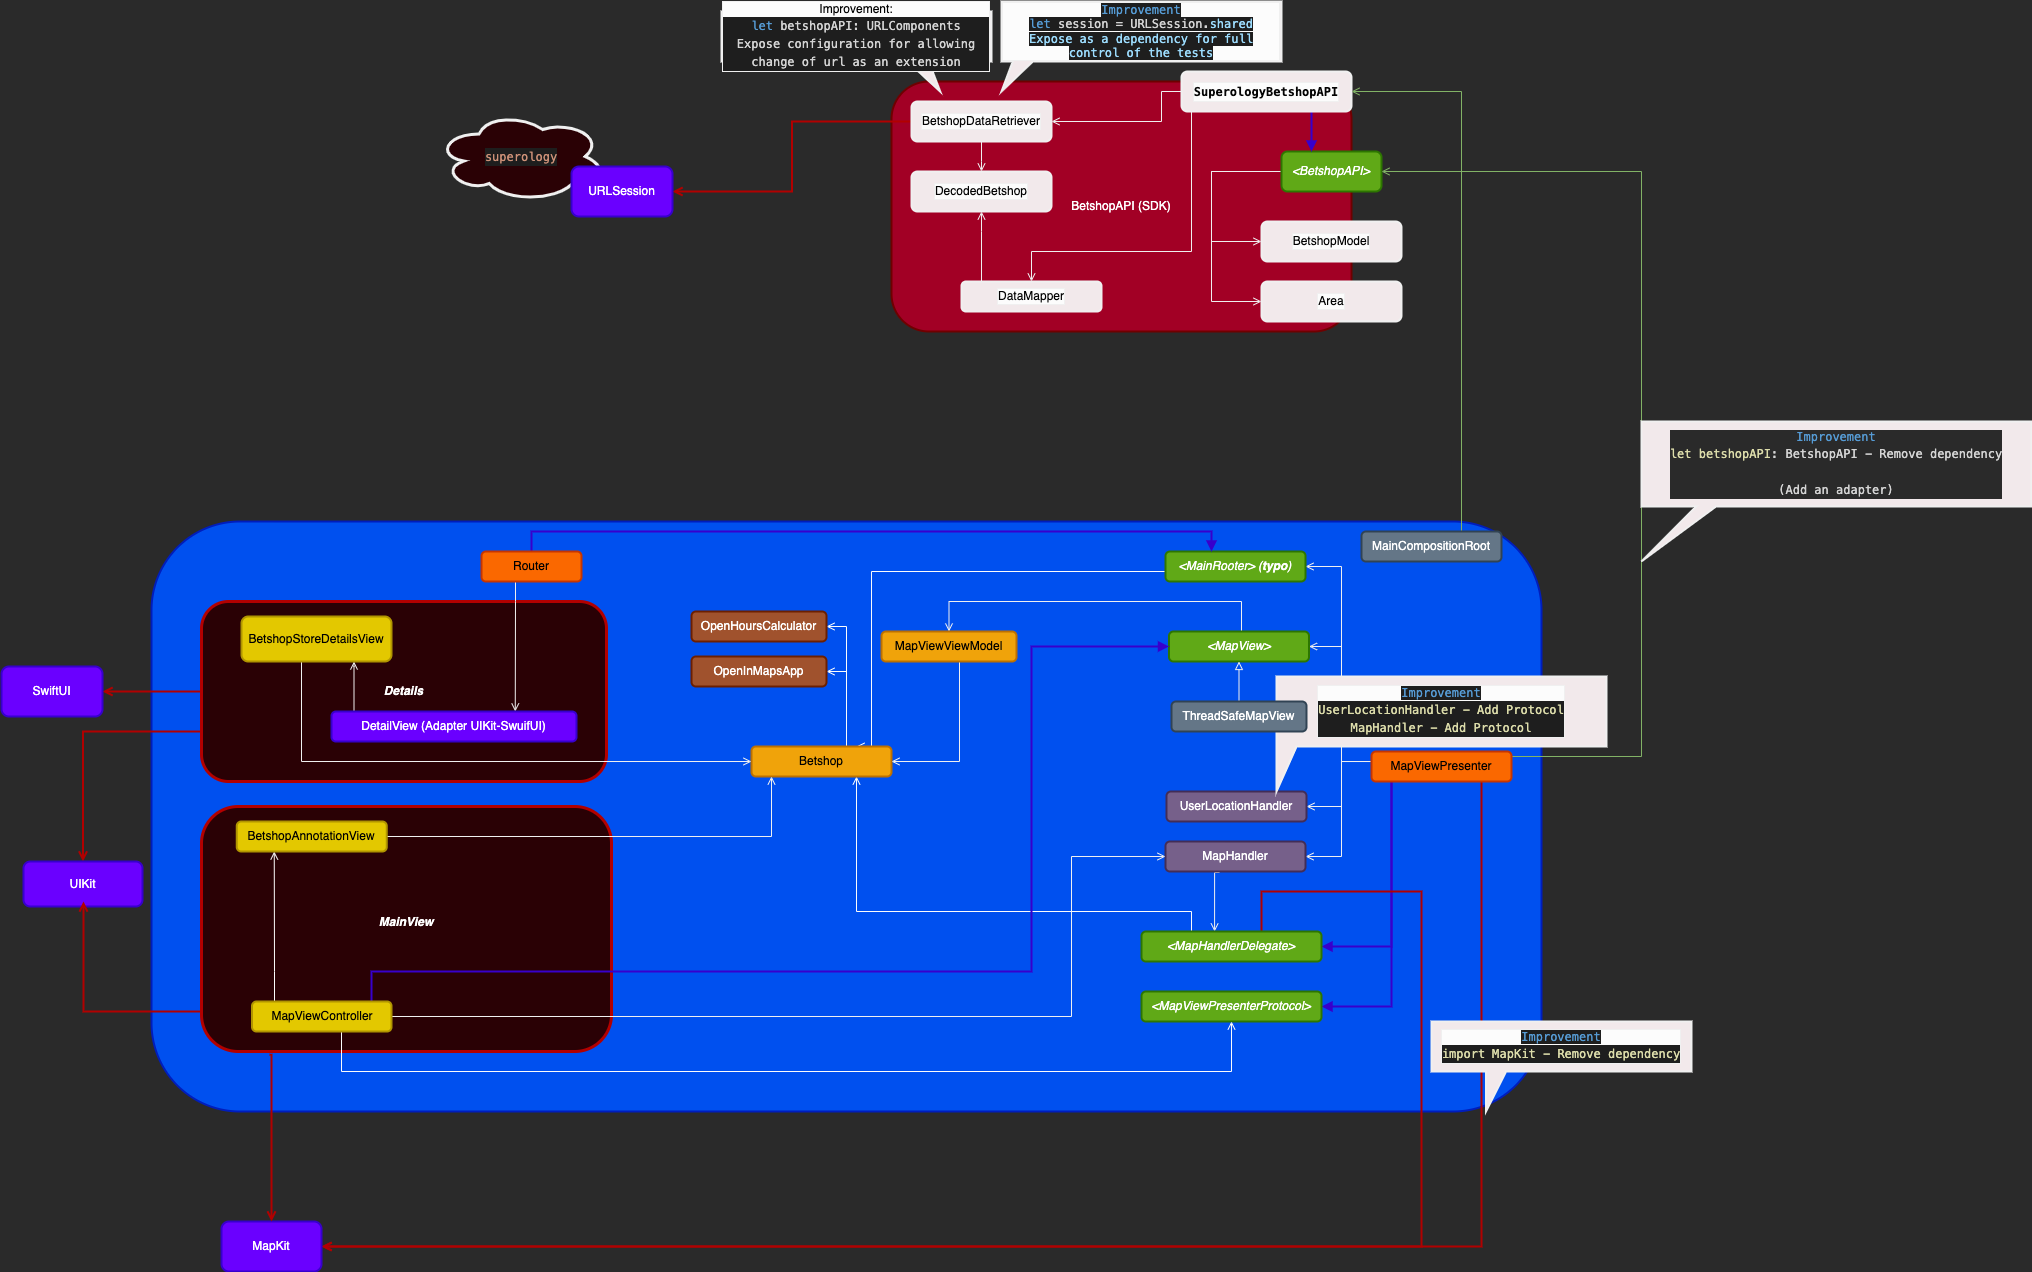 Improvement:
let betshopAPI: URLComponents
Expose configuration for allowing
change of url as an extension
Improvement
let session = URLSession.shared
Expose as a dependency for full
control of the tests
SuperologyBetshopAPI
BetshopDataRetriever
superology
URLSession
<BetshopAPI>
DecodedBetshop
BetshopAPI (SDK)
BetshopModel
DataMapper
Area
Improvement
let betshopAPI: BetshopAPI - Remove dependency
(Add an adapter)
MainCompositionRoot
Router
<MainRooter> (typo)
OpenHoursCalculator
BetshopStoreDetailsView
MapViewViewModel
<MapView>
OpenInMapsApp
SwiftUI
Details
Improvement
UserLocationHandler - Add Protocol
MapHandler - Add Protocol
ThreadSafeMapView
DetailView (Adapter UIKit-SwuifUI)
Betshop
MapViewPresenter
UserLocationHandler
BetshopAnnotationView
MapHandler
UIKit
MainView
<MapHandlerDelegate>
<MapViewPresenterProtocol>
MapViewController
Improvement
import MapKit - Remove dependency
MapKit